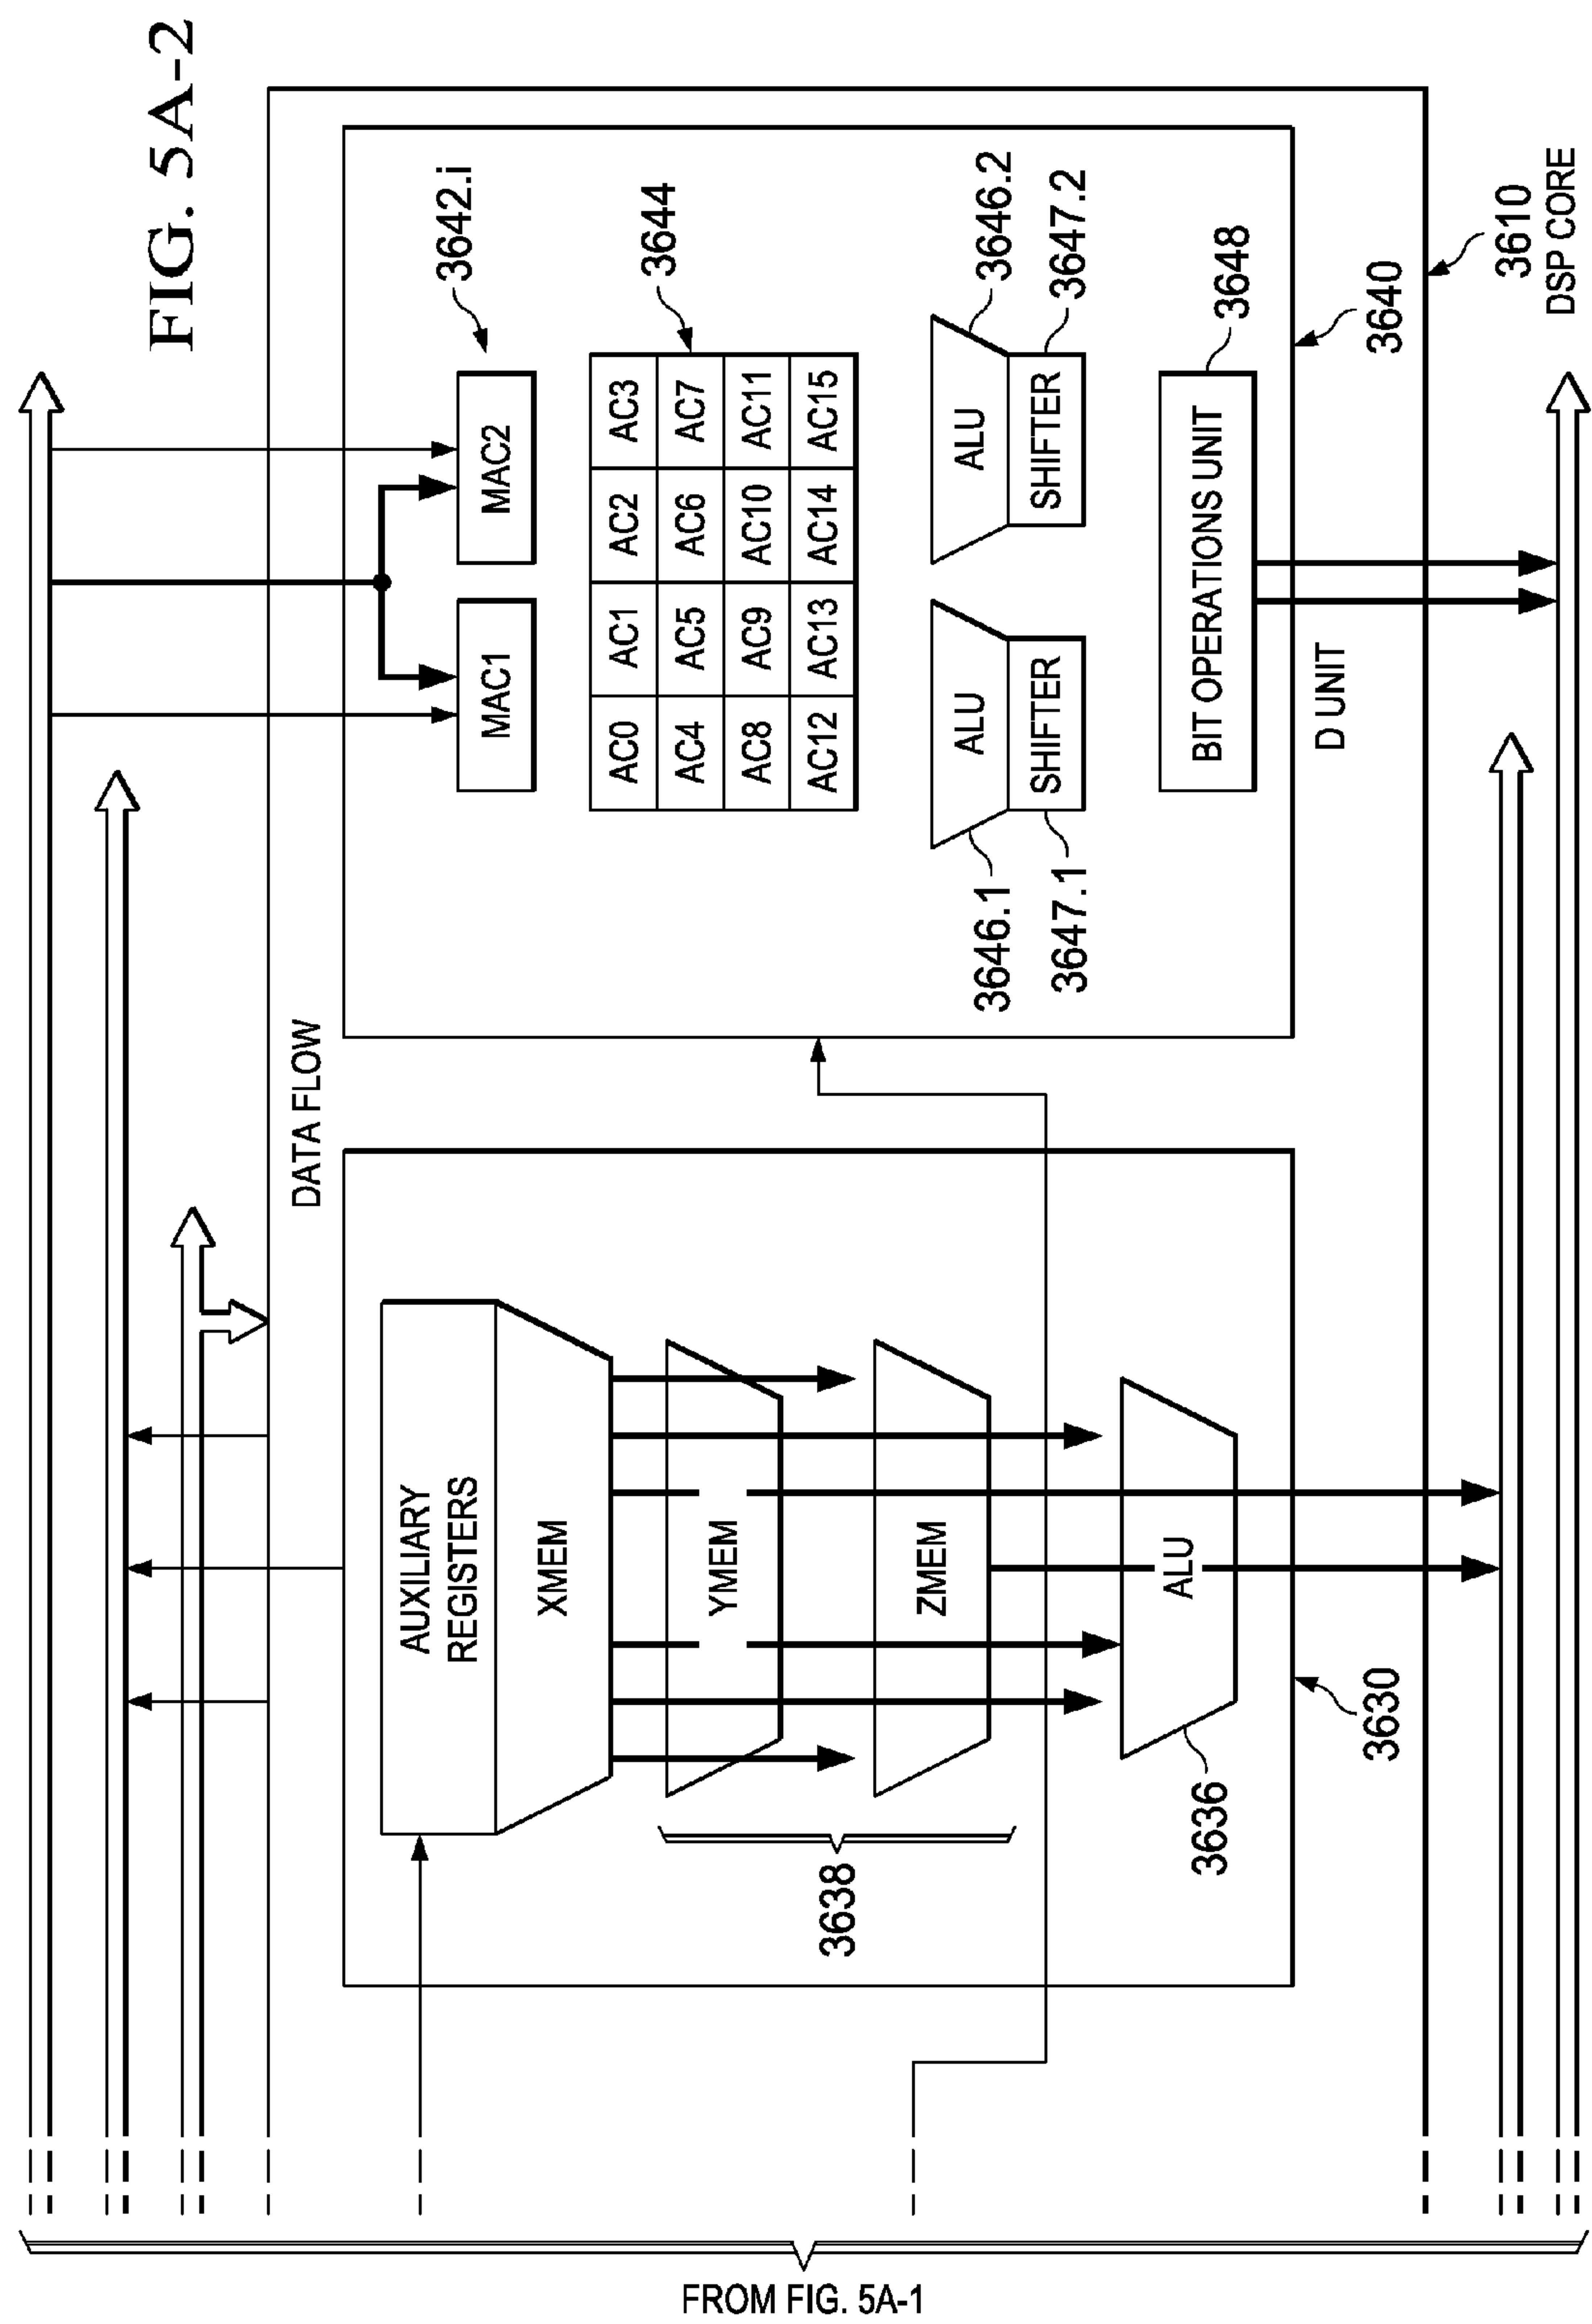 FIG. 5A-2
FROM FIG. 5A-1
DATA FLOW
AUXILIARY
REGISTERS
XMEM
YMEM
ZMEM
ALU
3638
3636
3630
MAC1
MAC2
3642.i
AC0 AC1 AC2 AC3
AC4 AC5 AC6 AC7
AC8 AC9 AC10 AC11
AC12 AC13 AC14 AC15
3644
ALU
ALU
SHIFTER
SHIFTER
3646.1
3647.1
3646.2
3647.2
BIT OPERATIONS UNIT
3648
D UNIT
3640
3610
DSP CORE